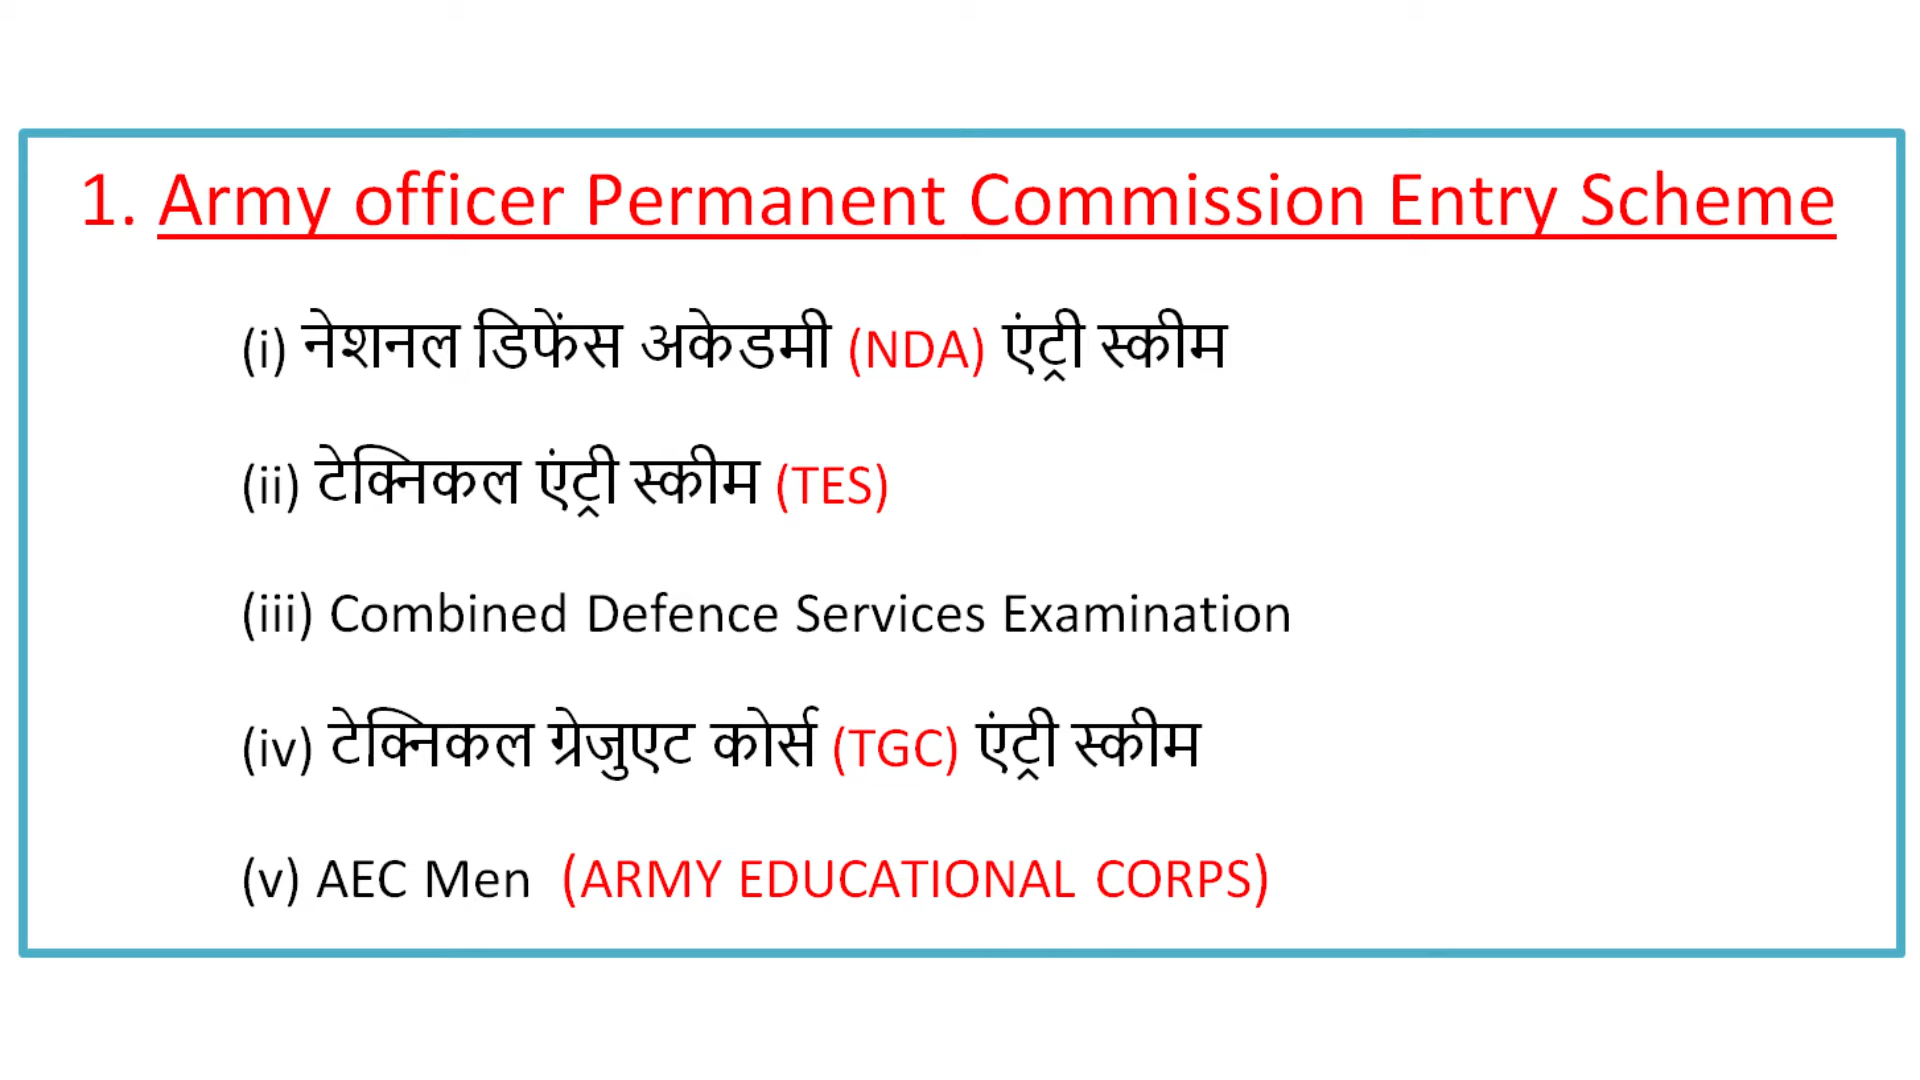 1. Army officer Permanent Commission Entry Scheme
(i) नेशनल डिफेंस अकेडमी (NDA) एंट्री स्कीम
(ii) टेक्निकल एंट्री स्कीम (TES)
(iii) Combined Defence Services Examination
(iv) टेक्निकल ग्रेजुएट कोर्स (TGC) एंट्री स्कीम
(v) AEC Men (ARMY EDUCATIONAL CORPS)